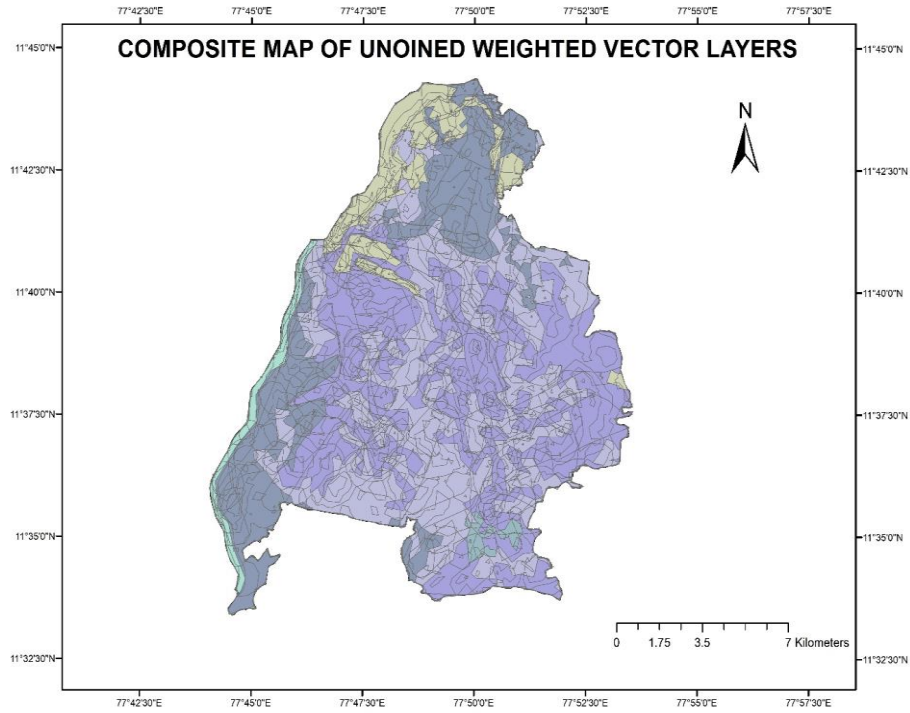 77°42'30"E 77°45'0"E 77°47'30"E 77°50'0"E 77°52'30"E 77°55'0"E 77°57'30"E
COMPOSITE MAP OF UNOINED WEIGHTED VECTOR LAYERS
11°45'0"N 11°45'0"N
N
11°42'30"N 11°42'30"N
11°40'0"N 11°40'0"N
11°37'30"N 11°37'30"N
11°35'0"N 11°35'0"N
0 1.75 3.5 7 Kilometers
11°32'30"N 11°32'30"N
77°42'30"E 77°45'0"E 77°47'30"E 77°50'0"E 77°52'30"E 77°55'0"E 77°57'30"E